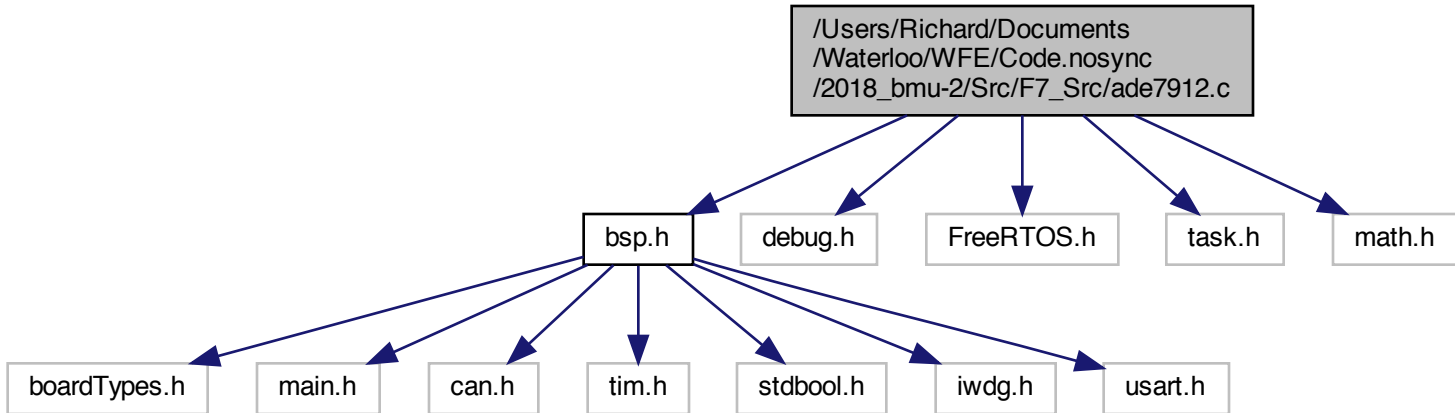 /Users/Richard/Documents
/Waterloo/WFE/Code.nosync
/2018_bmu-2/Src/F7_Src/ade7912.c
bsp.h
debug.h
FreeRTOS.h
task.h
math.h
boardTypes.h
main.h
can.h
tim.h
stdbool.h
iwdg.h
usart.h